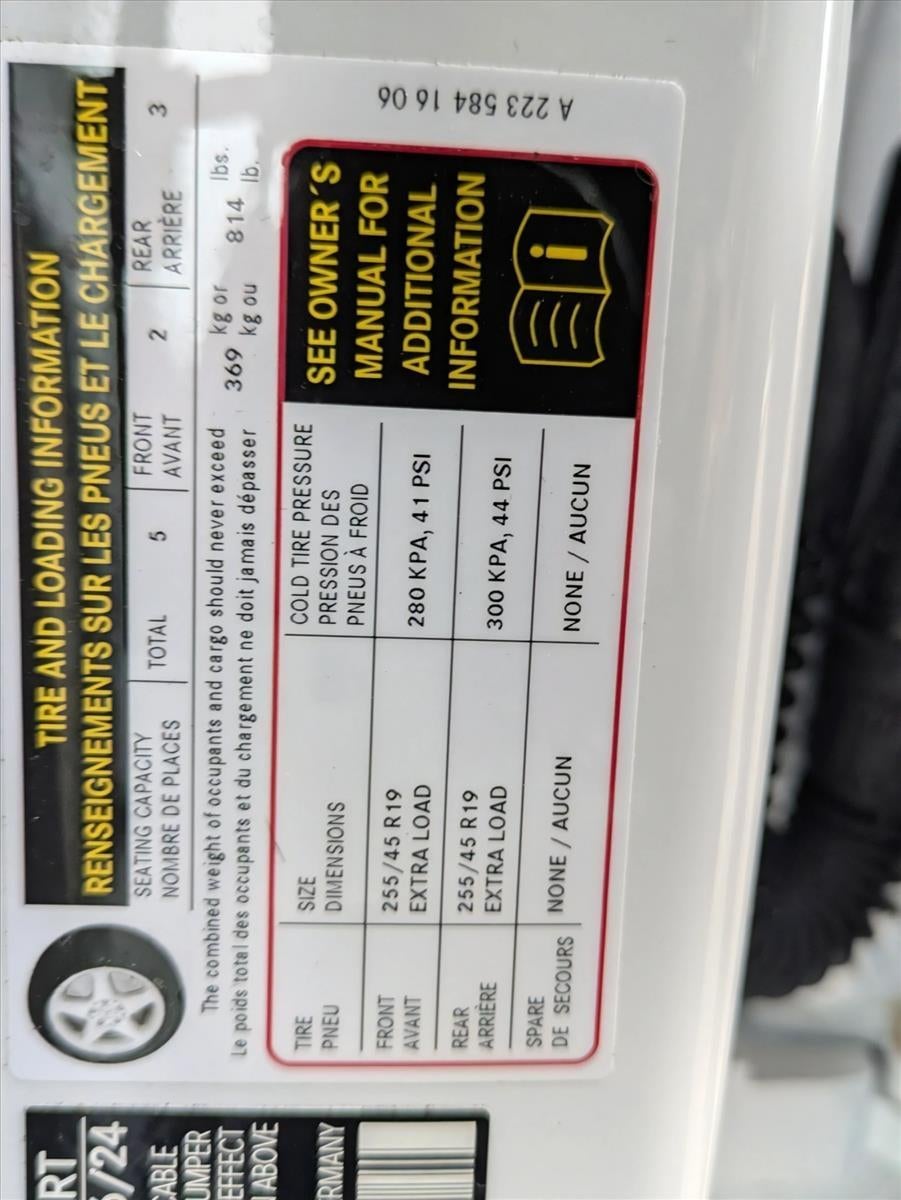 TIRE AND LOADING INFORMATION
RENSEIGNEMENTS SUR LES PNEUS ET LE CHARGEMENT
SEATING CAPACITY TOTAL 5 FRONT 2 REAR 3
NOMBRE DE PLACES AVANT ARRIÈRE
The combined weight of occupants and cargo should never exceed 369 kg or 814 lbs.
Le poids total des occupants et du chargement ne doit jamais dépasser kg ou lb.
TIRE SIZE COLD TIRE PRESSURE
PNEU DIMENSIONS PRESSION DES
PNEUS À FROID
FRONT 255/45 R19 280 KPA, 41 PSI
AVANT EXTRA LOAD
REAR 255/45 R19 300 KPA, 44 PSI
ARRIÈRE EXTRA LOAD
SPARE
DE SECOURS NONE / AUCUN NONE / AUCUN
SEE OWNER´S
MANUAL FOR
ADDITIONAL
INFORMATION
i
A 223 584 16 06
/24
ABOVE